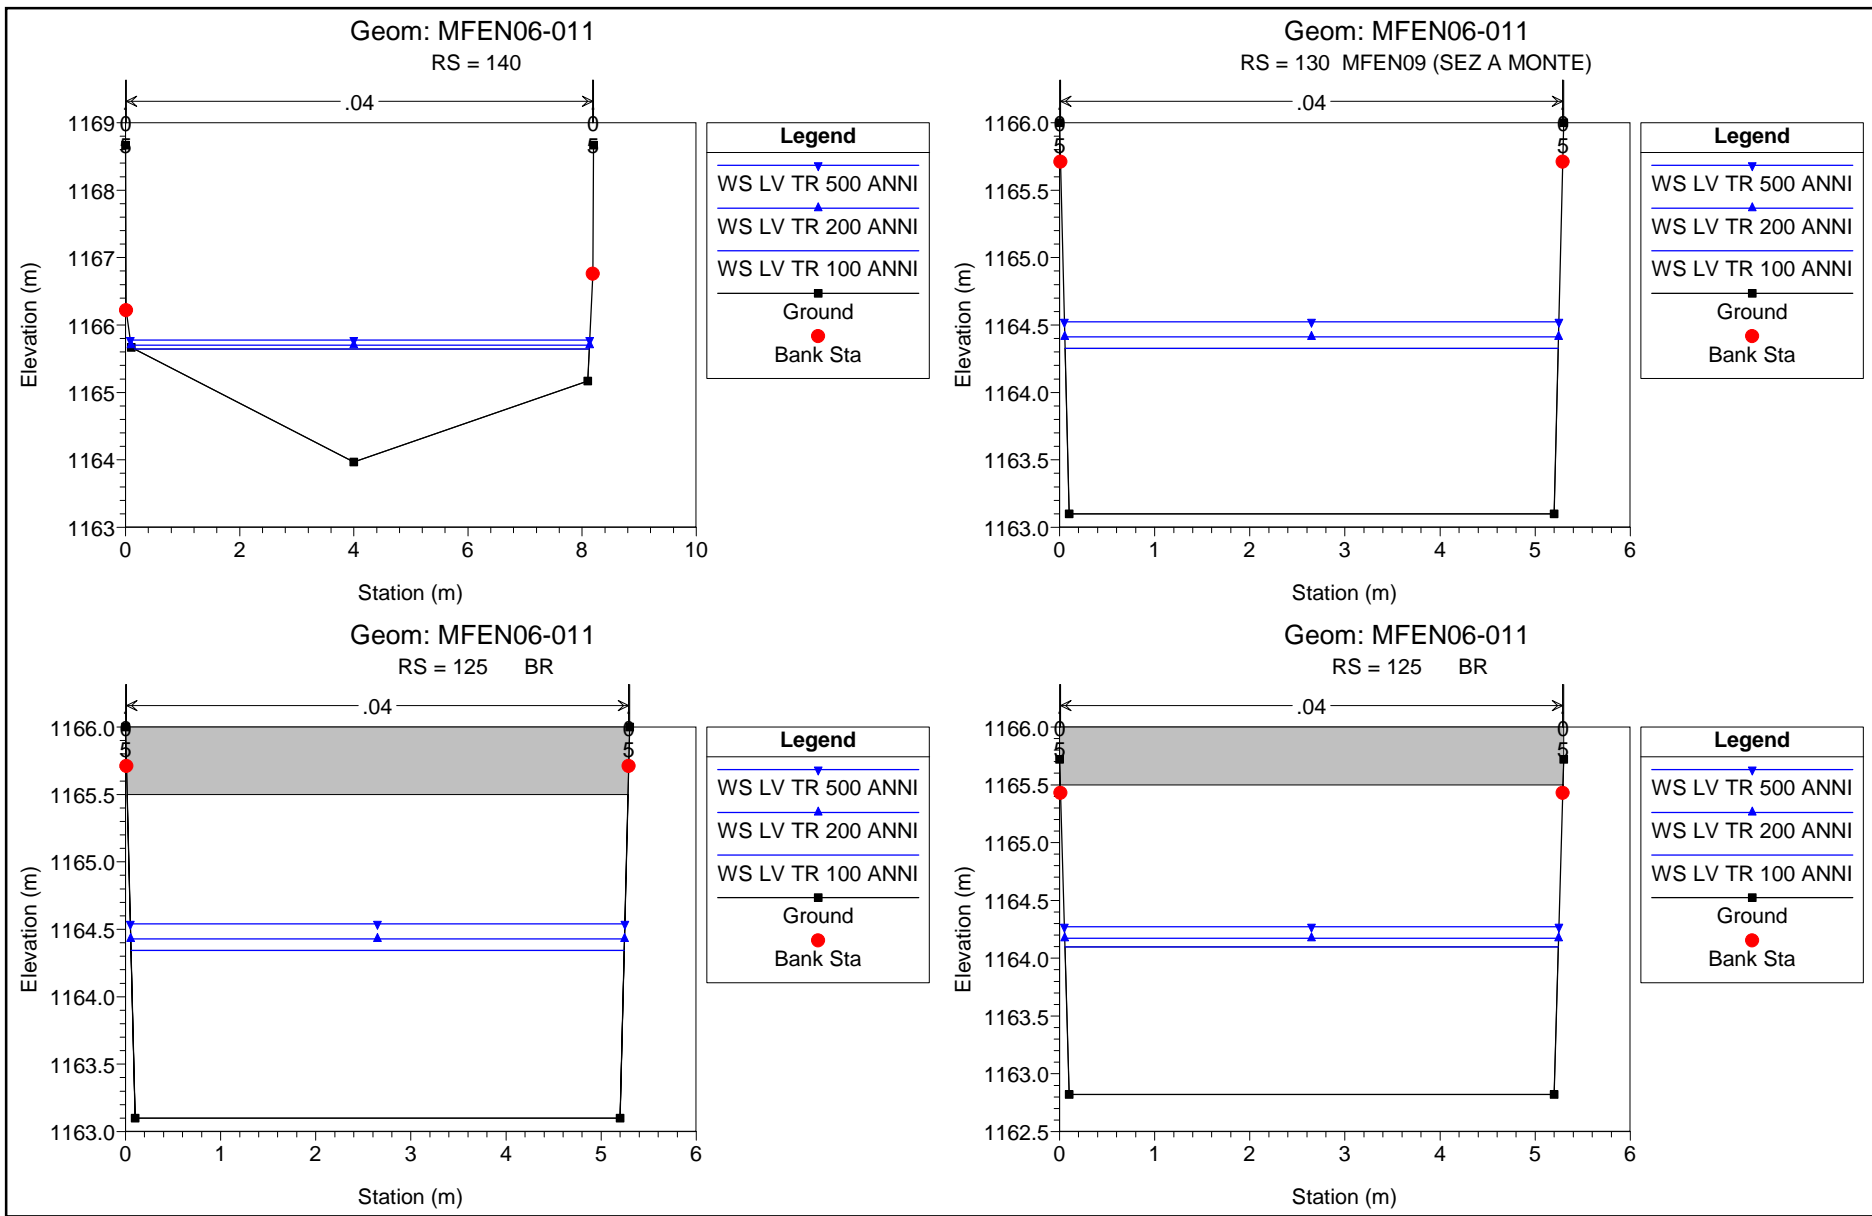 Geom: MFEN06-011
RS = 140
.04
.05
.05
1169
1168
1167
1166
1165
1164
1163
0 2 4 6 8 10
Elevation (m)
Station (m)
Legend
WS LV TR 500 ANNI
WS LV TR 200 ANNI
WS LV TR 100 ANNI
Ground
Bank Sta
Geom: MFEN06-011
RS = 130 MFEN09 (SEZ A MONTE)
.04
.05
.05
1166.0
1165.5
1165.0
1164.5
1164.0
1163.5
1163.0
0 1 2 3 4 5 6
Elevation (m)
Station (m)
Legend
WS LV TR 500 ANNI
WS LV TR 200 ANNI
WS LV TR 100 ANNI
Ground
Bank Sta
Geom: MFEN06-011
RS = 125 BR
.04
.05
.05
1166.0
1165.5
1165.0
1164.5
1164.0
1163.5
1163.0
0 1 2 3 4 5 6
Elevation (m)
Station (m)
Legend
WS LV TR 500 ANNI
WS LV TR 200 ANNI
WS LV TR 100 ANNI
Ground
Bank Sta
Geom: MFEN06-011
RS = 125 BR
.04
.05
.05
1166.0
1165.5
1165.0
1164.5
1164.0
1163.5
1163.0
1162.5
0 1 2 3 4 5 6
Elevation (m)
Station (m)
Legend
WS LV TR 500 ANNI
WS LV TR 200 ANNI
WS LV TR 100 ANNI
Ground
Bank Sta